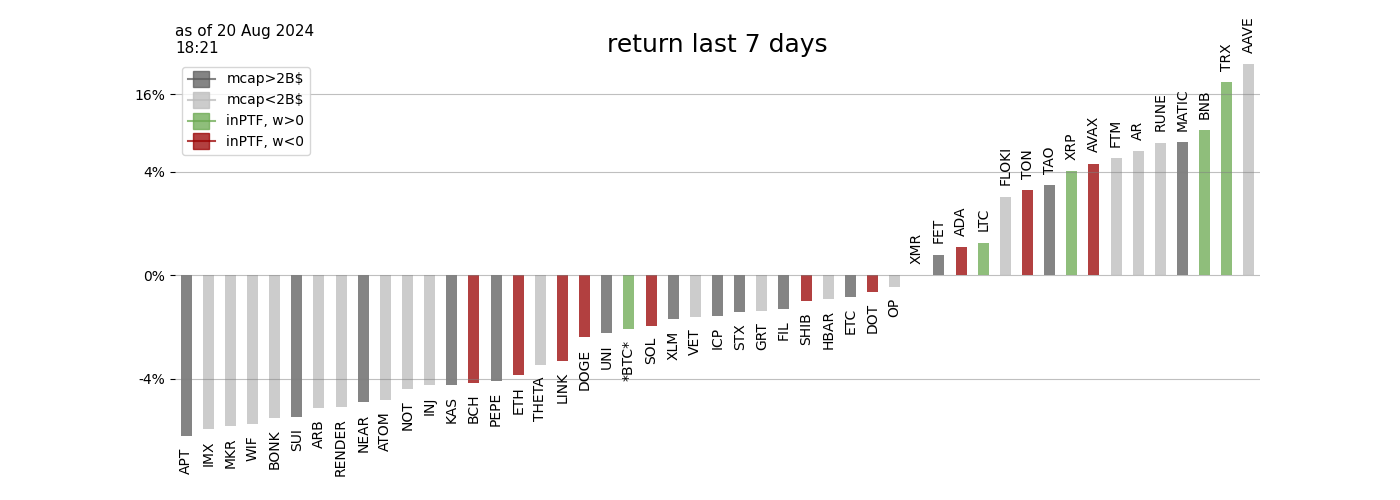 as of 20 Aug 2024
18:21
return last 7 days
mcap>2B$
mcap<2B$
inPTF, w>0
inPTF, w<0
16%
4%
0%
-4%
APT
IMX
MKR
WIF
BONK
SUI
ARB
RENDER
NEAR
ATOM
NOT
INJ
KAS
BCH
PEPE
ETH
THETA
LINK
DOGE
UNI
*BTC*
SOL
XLM
VET
ICP
STX
GRT
FIL
SHIB
HBAR
ETC
DOT
OP
XMR
FET
ADA
LTC
FLOKI
TON
TAO
XRP
AVAX
FTM
AR
RUNE
MATIC
BNB
TRX
AAVE